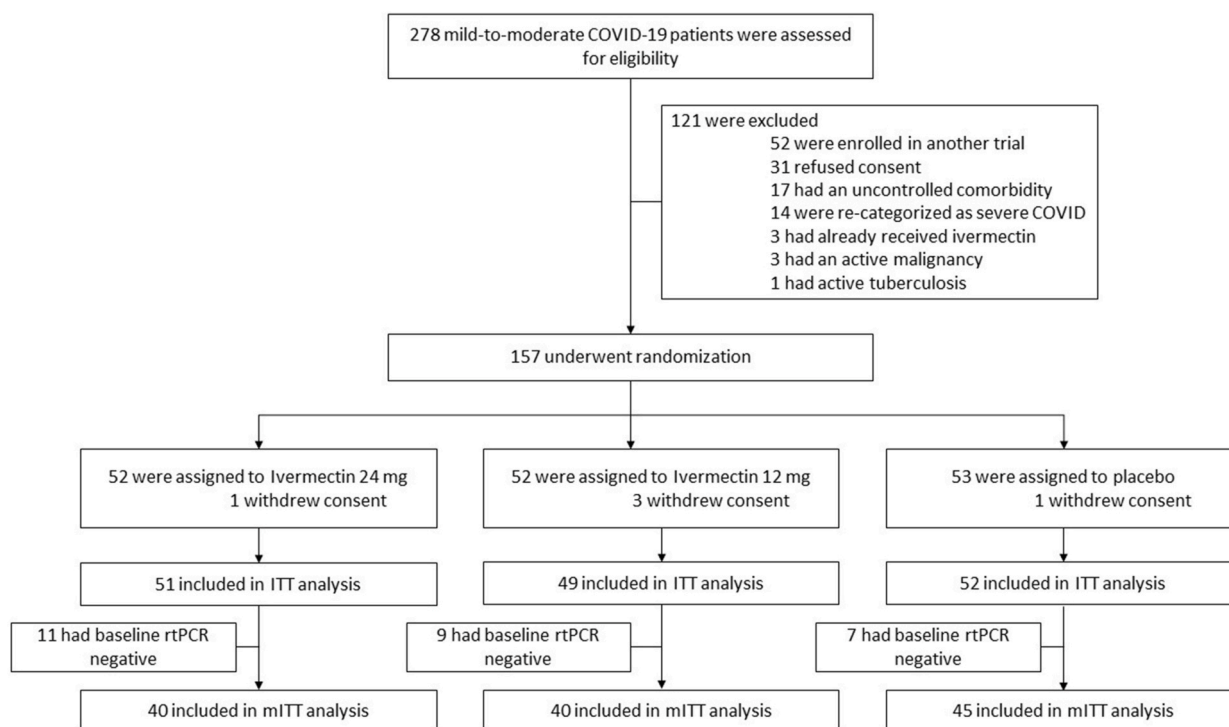 278 mild-to-moderate COVID-19 patients were assessed
for eligibility
121 were excluded
52 were enrolled in another trial
31 refused consent
17 had an uncontrolled comorbidity
14 were re-categorized as severe COVID
3 had already received ivermectin
3 had an active malignancy
1 had active tuberculosis
157 underwent randomization
52 were assigned to Ivermectin 24 mg
1 withdrew consent
52 were assigned to Ivermectin 12 mg
3 withdrew consent
53 were assigned to placebo
1 withdrew consent
51 included in ITT analysis
49 included in ITT analysis
52 included in ITT analysis
11 had baseline rtPCR
negative
9 had baseline rtPCR
negative
7 had baseline rtPCR
negative
40 included in mITT analysis
40 included in mITT analysis
45 included in mITT analysis